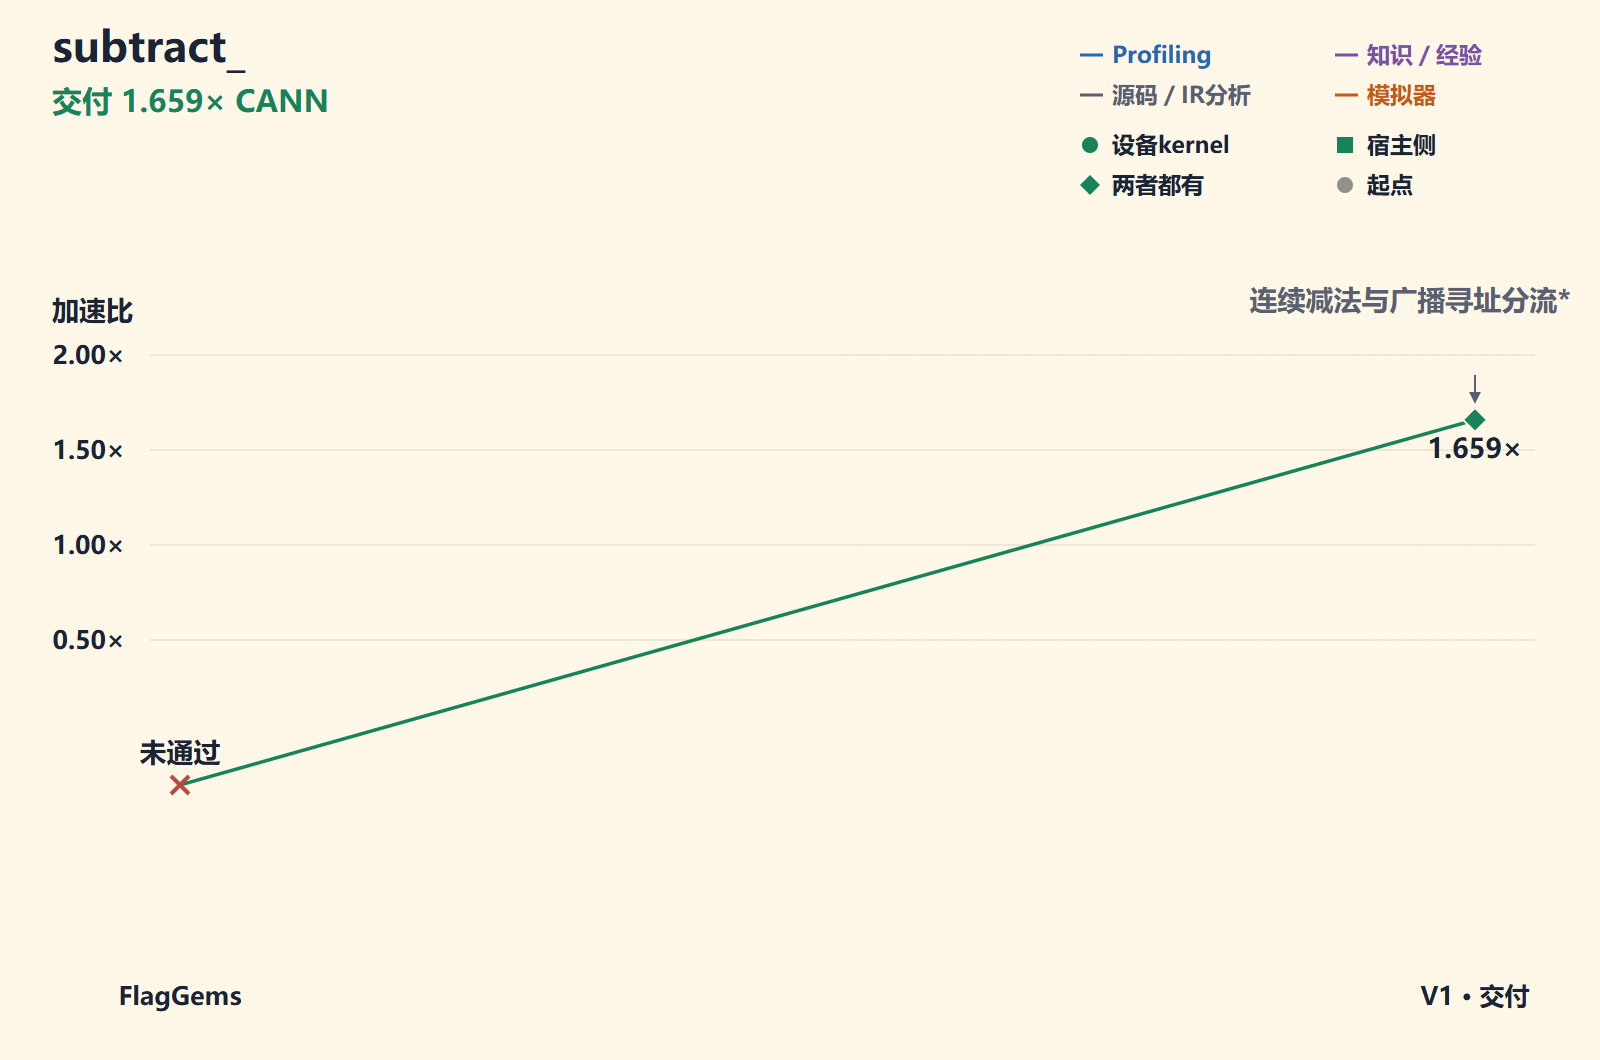 subtract_
交付 1.659× CANN
Profiling
知识 / 经验
源码 / IR分析
模拟器
设备kernel
宿主侧
两者都有
起点
连续减法与广播寻址分流*
加速比
2.00×
1.50×
1.659×
1.00×
0.50×
未通过
FlagGems
V1 • 交付